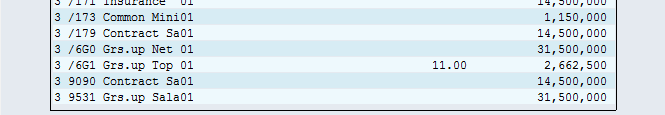 3 /171 Insurance 01 14,500,000
3 /173 Common Mini01 1,150,000
3 /179 Contract Sa01 14,500,000
3 /6G0 Grs.up Net 01 31,500,000
3 /6G1 Grs.up Top 01 11.00 2,662,500
3 9090 Contract Sa01 14,500,000
3 9531 Grs.up Sala01 31,500,000